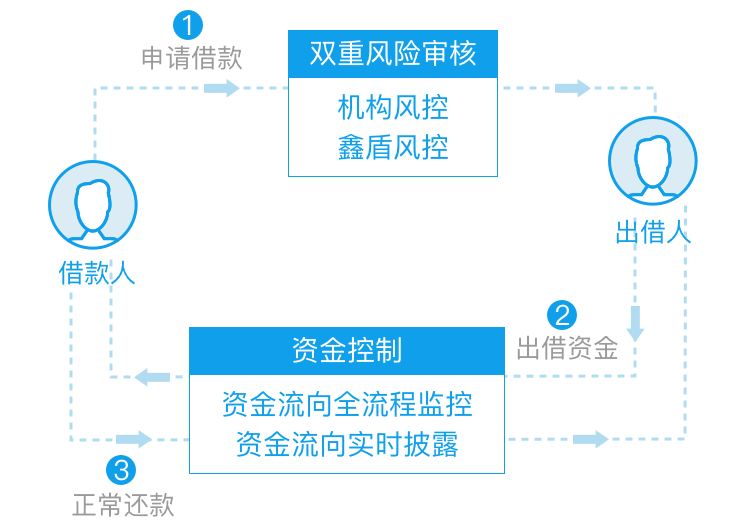 1
申请借款
双重风险审核
机构风控
鑫盾风控
借款人
出借人
2
出借资金
资金控制
资金流向全流程监控
资金流向实时披露
3
正常还款